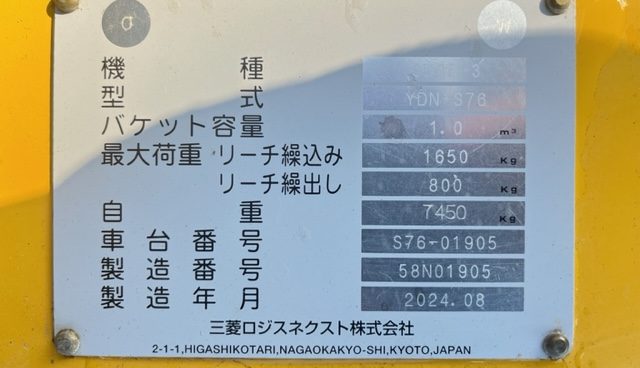 機種 3
型式 YDN-S76
バケット容量 1.0 m³
最大荷重 リーチ繰込み 1650 Kg
リーチ繰出し 800 Kg
自重 7450 Kg
車台番号 S76-01905
製造番号 58N01905
製造年月 2024.08
三菱ロジスネクスト株式会社
2-1-1,HIGASHIKOTARI,NAGAOKAKYO-SHI,KYOTO,JAPAN